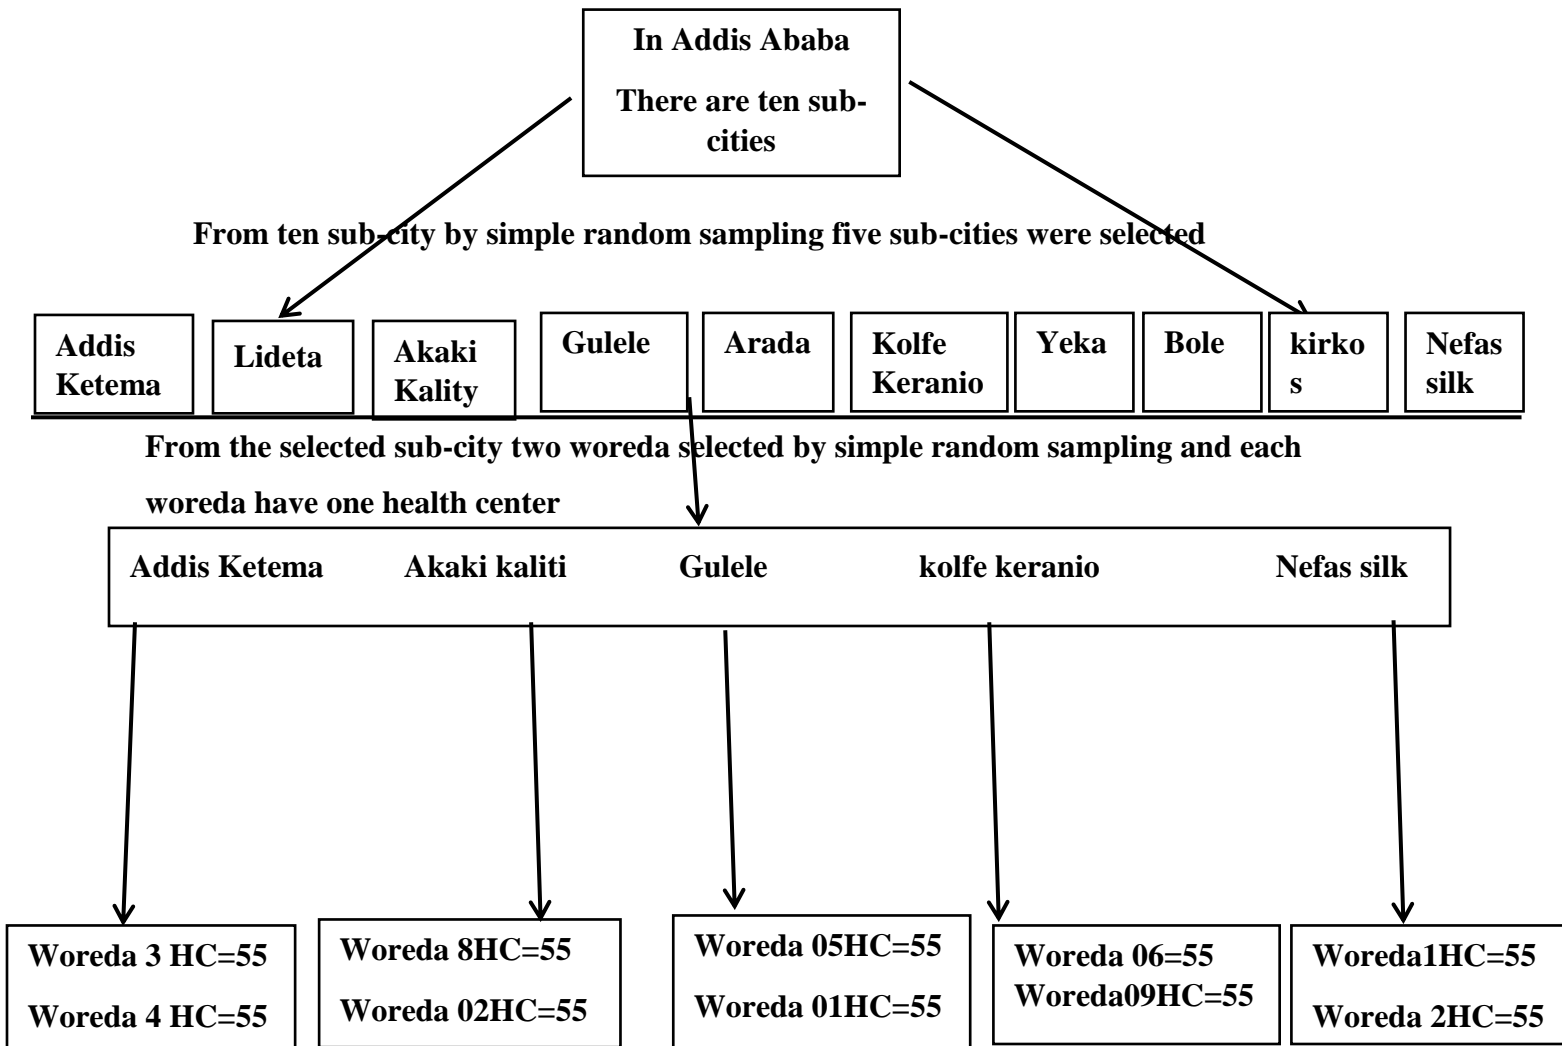 In Addis Ababa
There are ten sub-
cities
From ten sub-city by simple random sampling five sub-cities were selected
Addis
Ketema
Lideta
Akaki
Kality
Gulele
Arada
Kolfe
Keranio
Yeka
Bole
kirko
s
Nefas
silk
From the selected sub-city two woreda selected by simple random sampling and each
woreda have one health center
Addis Ketema Akaki kaliti Gulele kolfe keranio Nefas silk
Woreda 3 HC=55
Woreda 4 HC=55
Woreda 8HC=55
Woreda 02HC=55
Woreda 05HC=55
Woreda 01HC=55
Woreda 06=55
Woreda09HC=55
Woreda1HC=55
Woreda 2HC=55